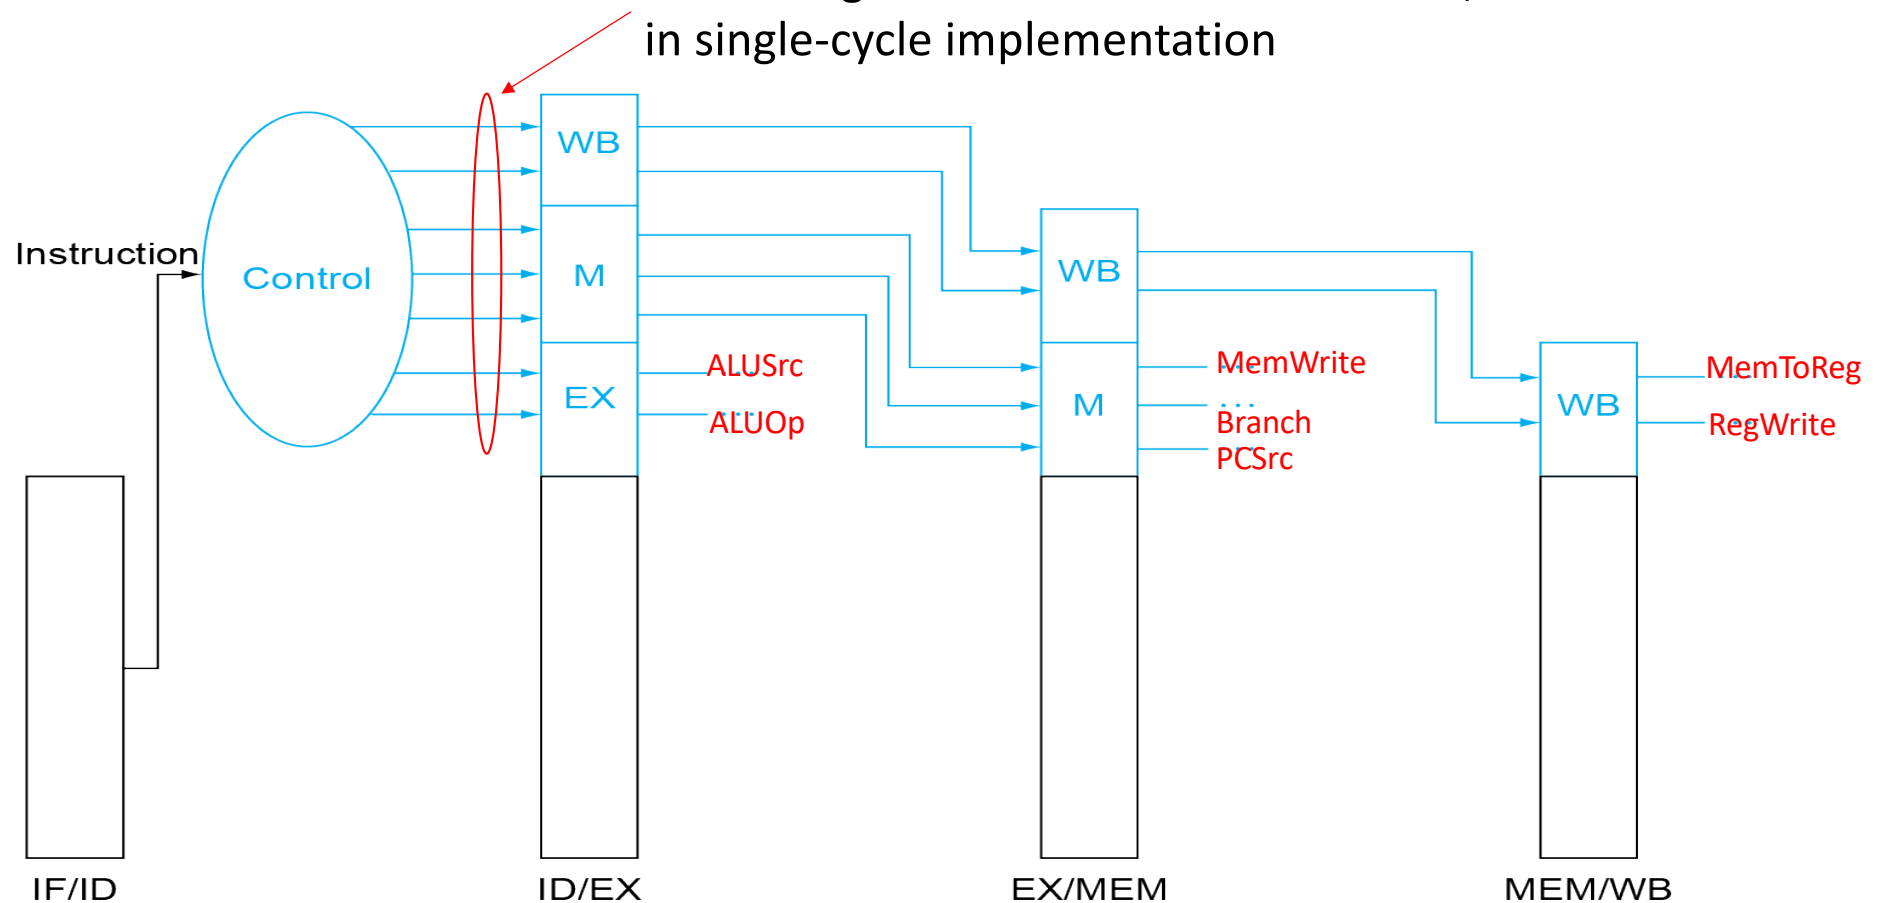 in single-cycle implementation
WB
Instruction
Control
M
WB
ALUSrc
MemWrite
MemToReg
EX
M
WB
ALUOp
Branch
RegWrite
PCSrc
IF/ID
ID/EX
EX/MEM
MEM/WB